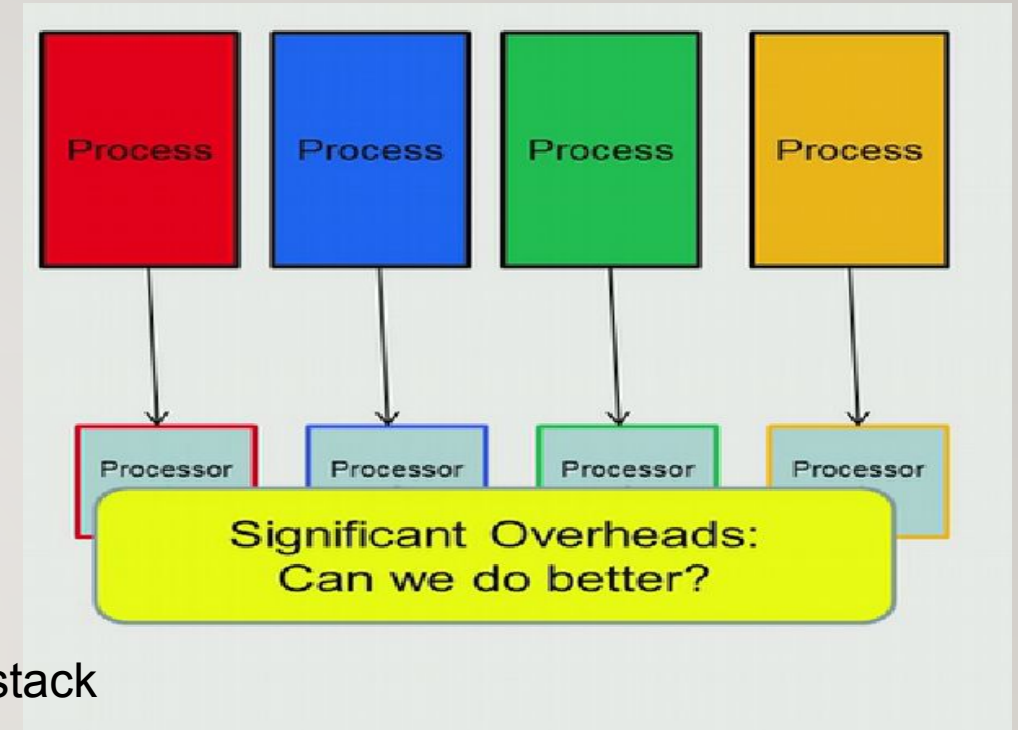 Process Process Process Process
Processor Processor Processor Processor
Significant Overheads:
Can we do better?
stack